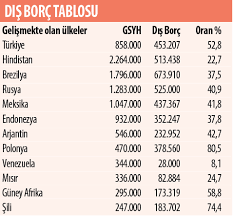 DIŞ BORÇ TABLOSU
Gelişmekte olan ülkeler GSYH Dış Borç Oran %
Türkiye 858.000 453.207 52,8
Hindistan 2.264.000 513.438 22,7
Brezilya 1.796.000 673.910 37,5
Rusya 1.283.000 525.000 40,9
Meksika 1.047.000 437.367 41,8
Endonezya 932.000 352.247 37,8
Arjantin 546.000 232.952 42,7
Polonya 470.000 378.560 80,5
Venezuela 344.000 28.000 8,1
Mısır 336.000 82.884 24,7
Güney Afrika 295.000 173.319 58,8
Şili 247.000 183.702 74,4